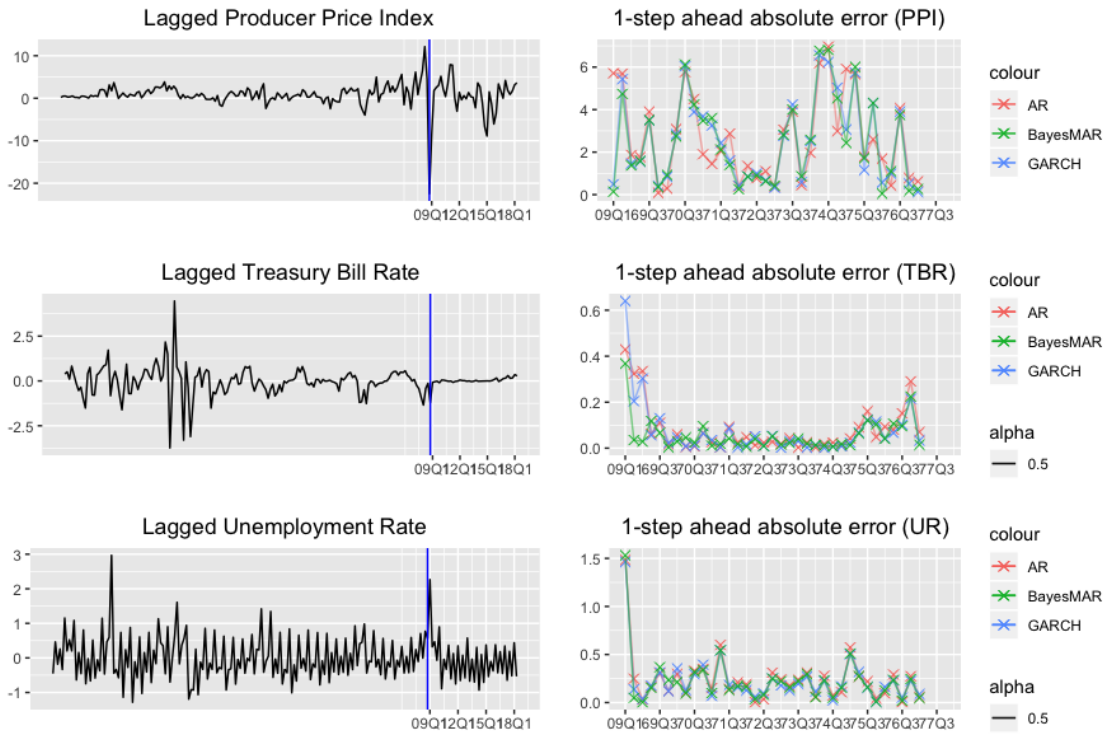 Lagged Producer Price Index
10
0
-10
-20
09Q12Q15Q18Q1
1-step ahead absolute error (PPI)
6
4
2
0
09Q169Q370Q371Q372Q373Q374Q375Q376Q377Q3
colour
AR
BayesMAR
GARCH
Lagged Treasury Bill Rate
2.5
0.0
-2.5
09Q12Q15Q18Q1
1-step ahead absolute error (TBR)
0.6
0.4
0.2
0.0
09Q169Q370Q371Q372Q373Q374Q375Q376Q377Q3
colour
AR
BayesMAR
GARCH
alpha
0.5
Lagged Unemployment Rate
3
2
1
0
-1
09Q12Q15Q18Q1
1-step ahead absolute error (UR)
1.5
1.0
0.5
0.0
09Q169Q370Q371Q372Q373Q374Q375Q376Q377Q3
colour
AR
BayesMAR
GARCH
alpha
0.5